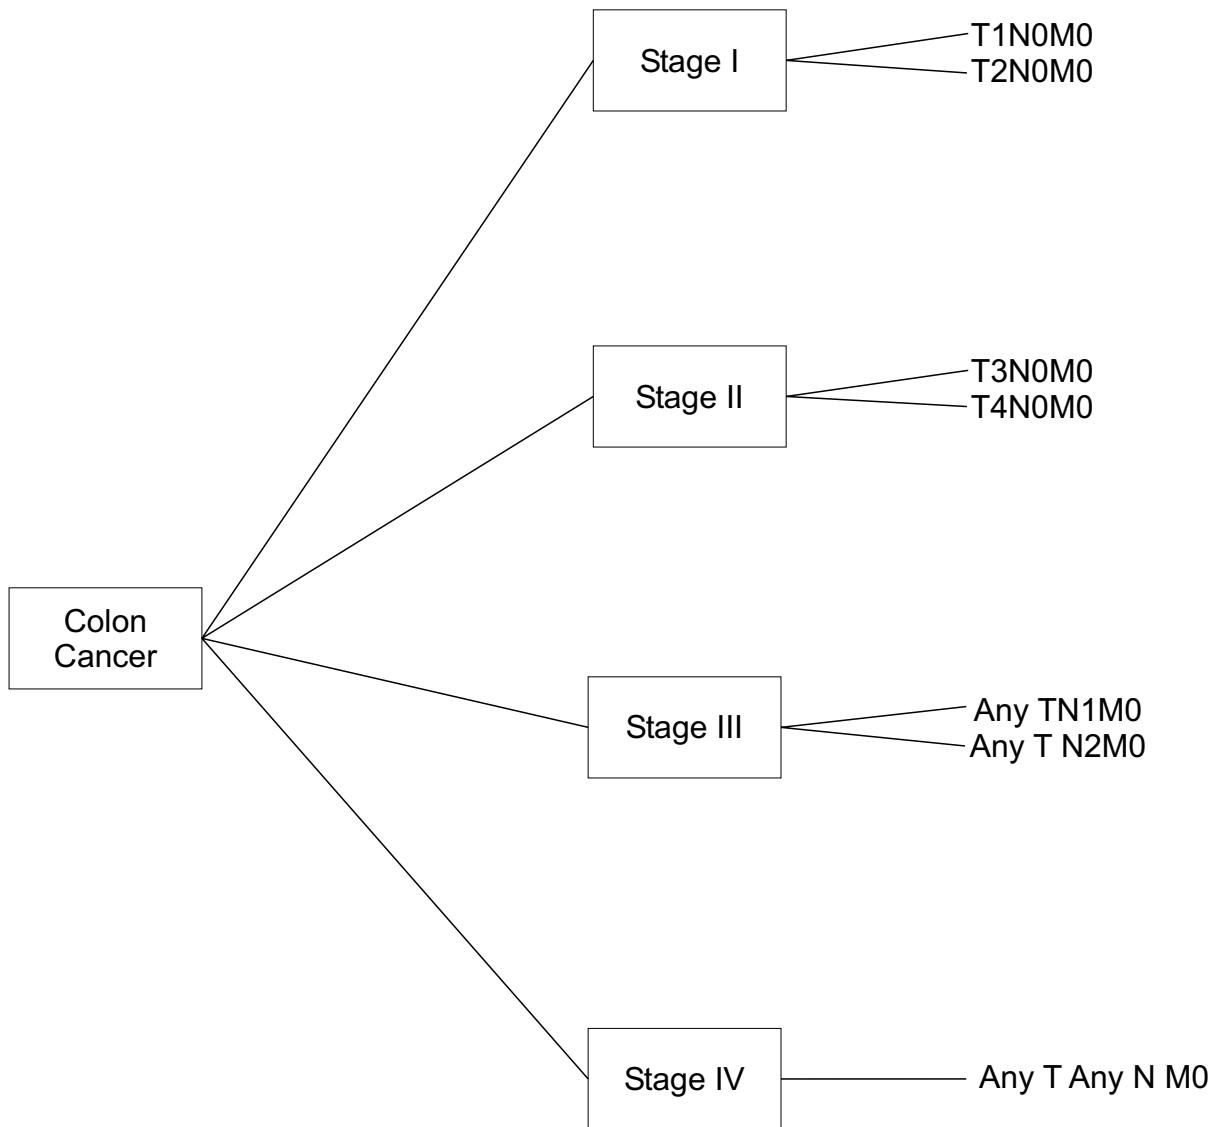 Stage I
T1N0M0
T2N0M0
Stage II
T3N0M0
T4N0M0
Colon
Cancer
Stage III
Any TN1M0
Any T N2M0
Stage IV
Any T Any N M0